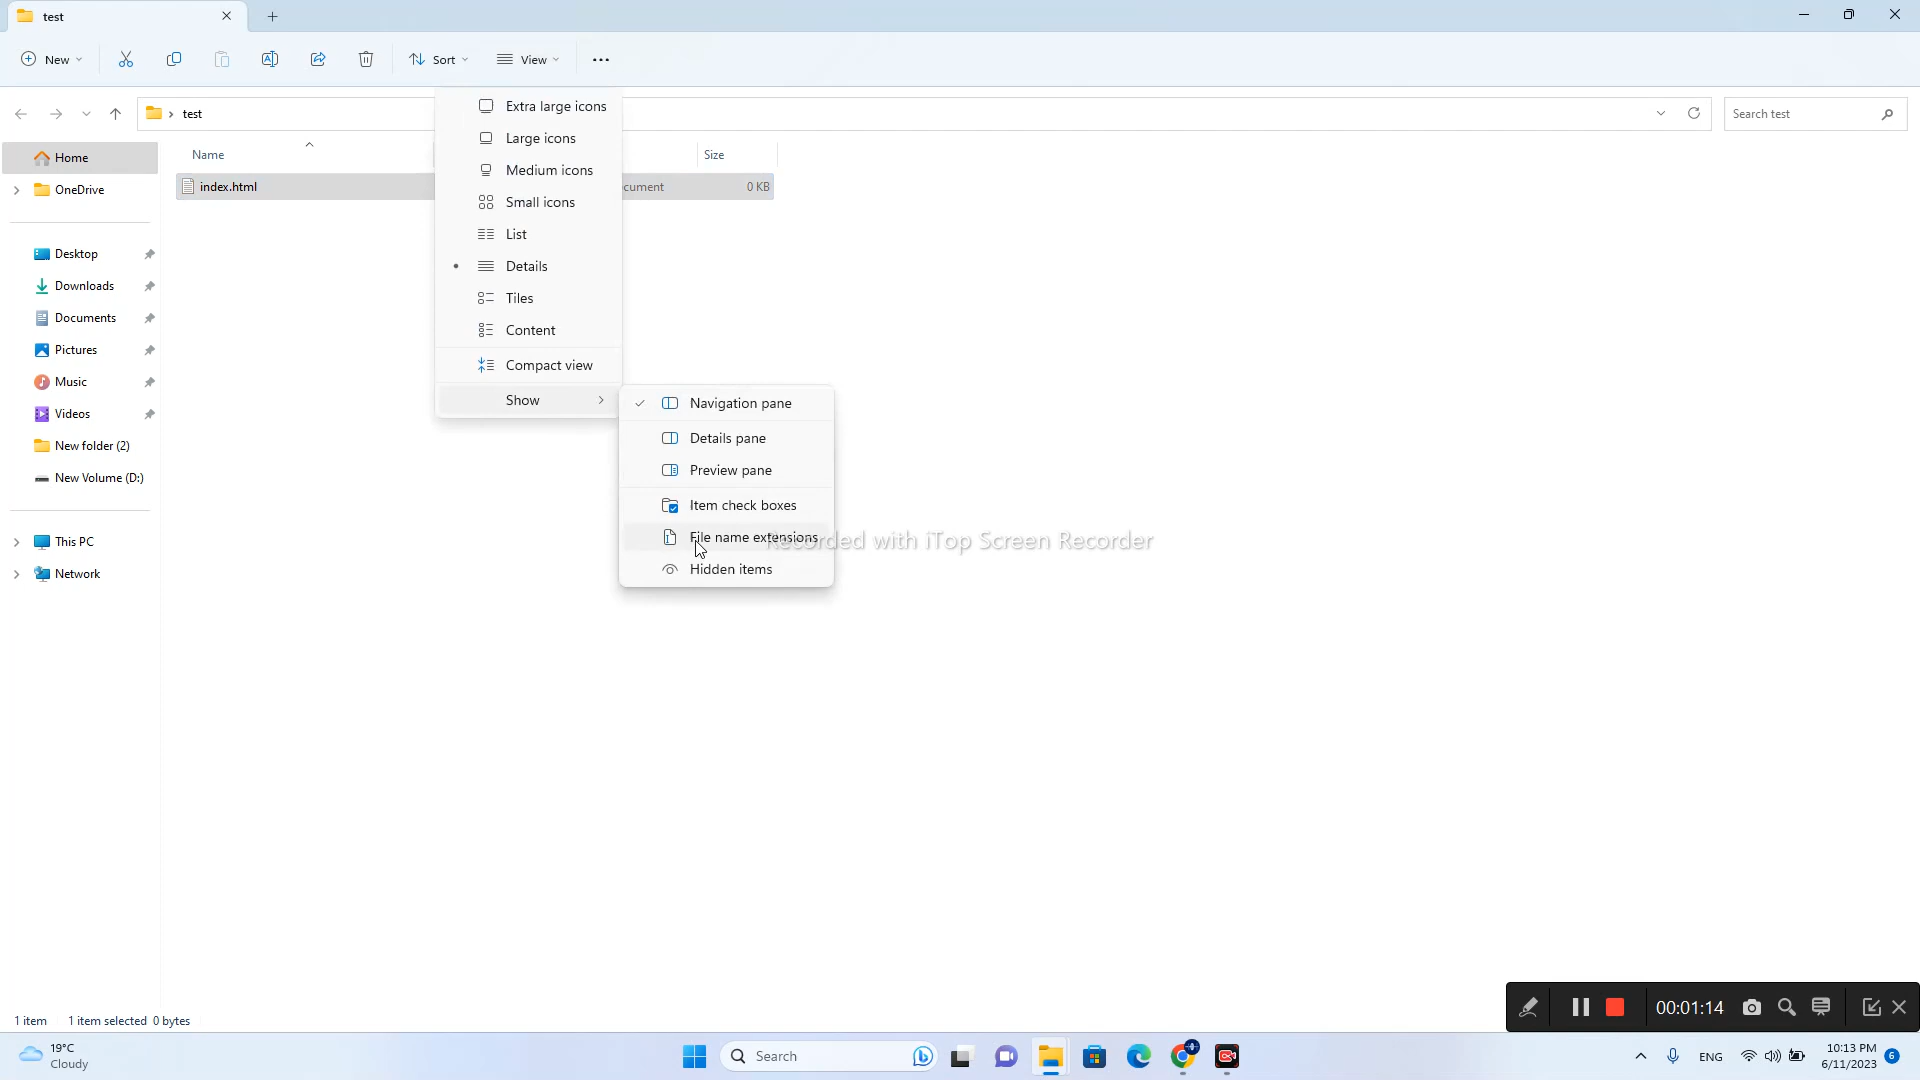 test
New
Sort
View
test
Search test
Name
Size
index.html
cument
0 KB
Home
OneDrive
Desktop
Downloads
Documents
Pictures
Music
Videos
New folder (2)
New Volume (D:)
This PC
Network
Extra large icons
Large icons
Medium icons
Small icons
List
Details
Tiles
Content
Compact view
Show
Navigation pane
Details pane
Preview pane
Item check boxes
File name extensions
Hidden items
Recorded with iTop Screen Recorder
00:01:14
1 item
1 item selected 0 bytes
19°C
Cloudy
Search
ENG
10:13 PM
6/11/2023
6